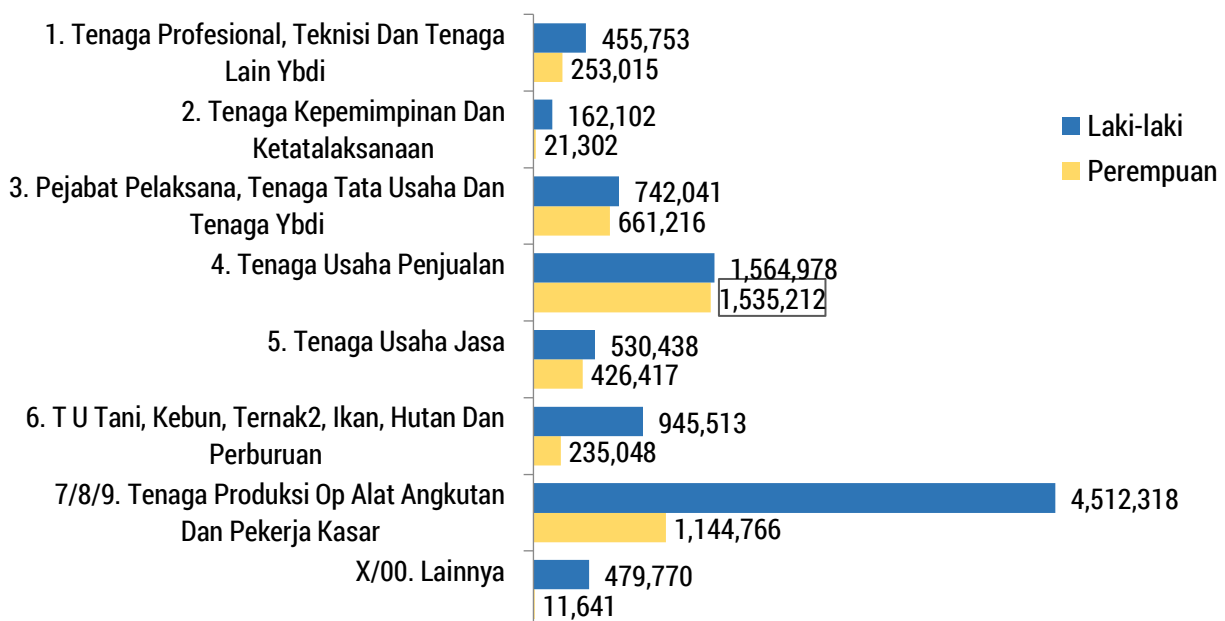 1. Tenaga Profesional, Teknisi Dan Tenaga
Lain Ybdi
455,753
253,015
2. Tenaga Kepemimpinan Dan
Ketatalaksanaan
162,102
21,302
3. Pejabat Pelaksana, Tenaga Tata Usaha Dan
Tenaga Ybdi
742,041
661,216
4. Tenaga Usaha Penjualan
1,564,978
1,535,212
5. Tenaga Usaha Jasa
530,438
426,417
6. T U Tani, Kebun, Ternak2, Ikan, Hutan Dan
Perburuan
945,513
235,048
7/8/9. Tenaga Produksi Op Alat Angkutan
Dan Pekerja Kasar
4,512,318
1,144,766
X/00. Lainnya
479,770
11,641
Laki-laki
Perempuan